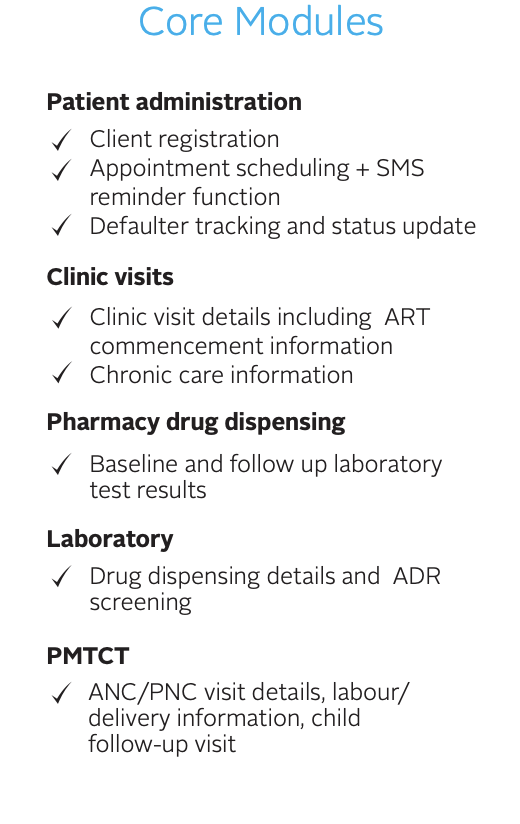 Core Modules
Patient administration
✓ Client registration
✓ Appointment scheduling + SMS
reminder function
✓ Defaulter tracking and status update
Clinic visits
✓ Clinic visit details including ART
commencement information
✓ Chronic care information
Pharmacy drug dispensing
✓ Baseline and follow up laboratory
test results
Laboratory
✓ Drug dispensing details and ADR
screening
PMTCT
✓ ANC/PNC visit details, labour/
delivery information, child
follow-up visit